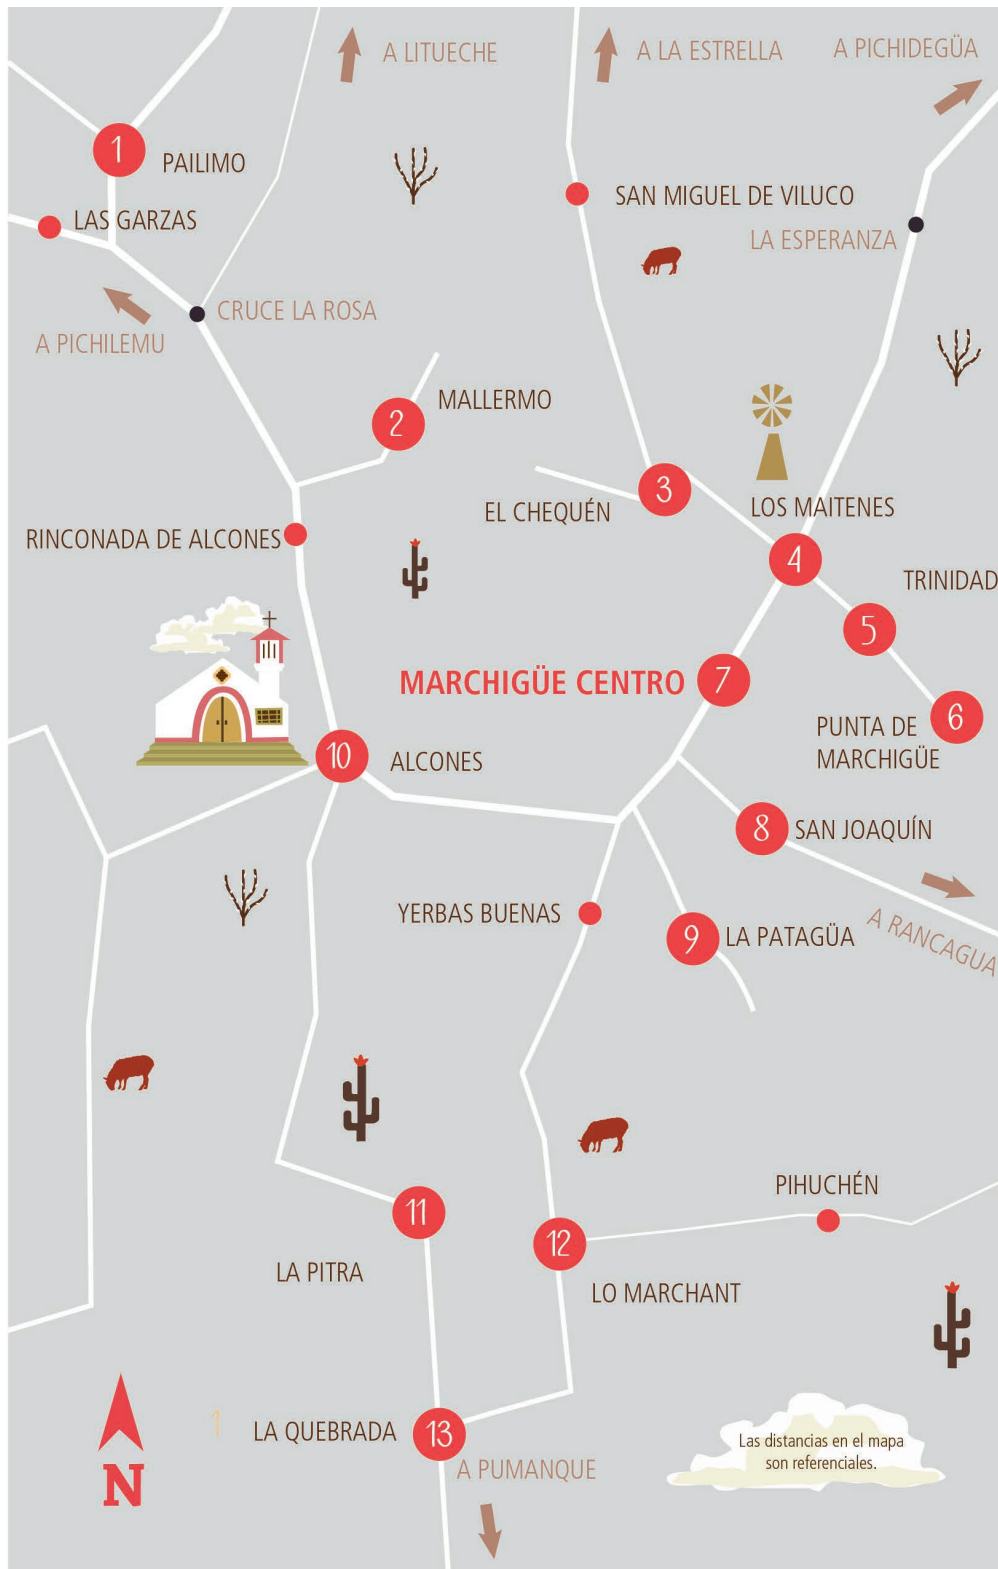 A LITUECHE
A LA ESTRELLA
A PICHIDEGÜA
1
PAILIMO
SAN MIGUEL DE VILUCO
LAS GARZAS
LA ESPERANZA
CRUCE LA ROSA
A PICHILEMU
MALLERMO
2
3
EL CHEQUÉN
LOS MAITENES
RINCONADA DE ALCONES
4
TRINIDAD
5
MARCHIGÜE CENTRO
7
6
PUNTA DE
MARCHIGÜE
10
ALCONES
8
SAN JOAQUÍN
YERBAS BUENAS
9
LA PATAGÜA
A RANCAGUA
PIHUCHÉN
11
12
LA PITRA
LO MARCHANT
1
LA QUEBRADA
13
Las distancias en el mapa
son referenciales.
A PUMANQUE
N